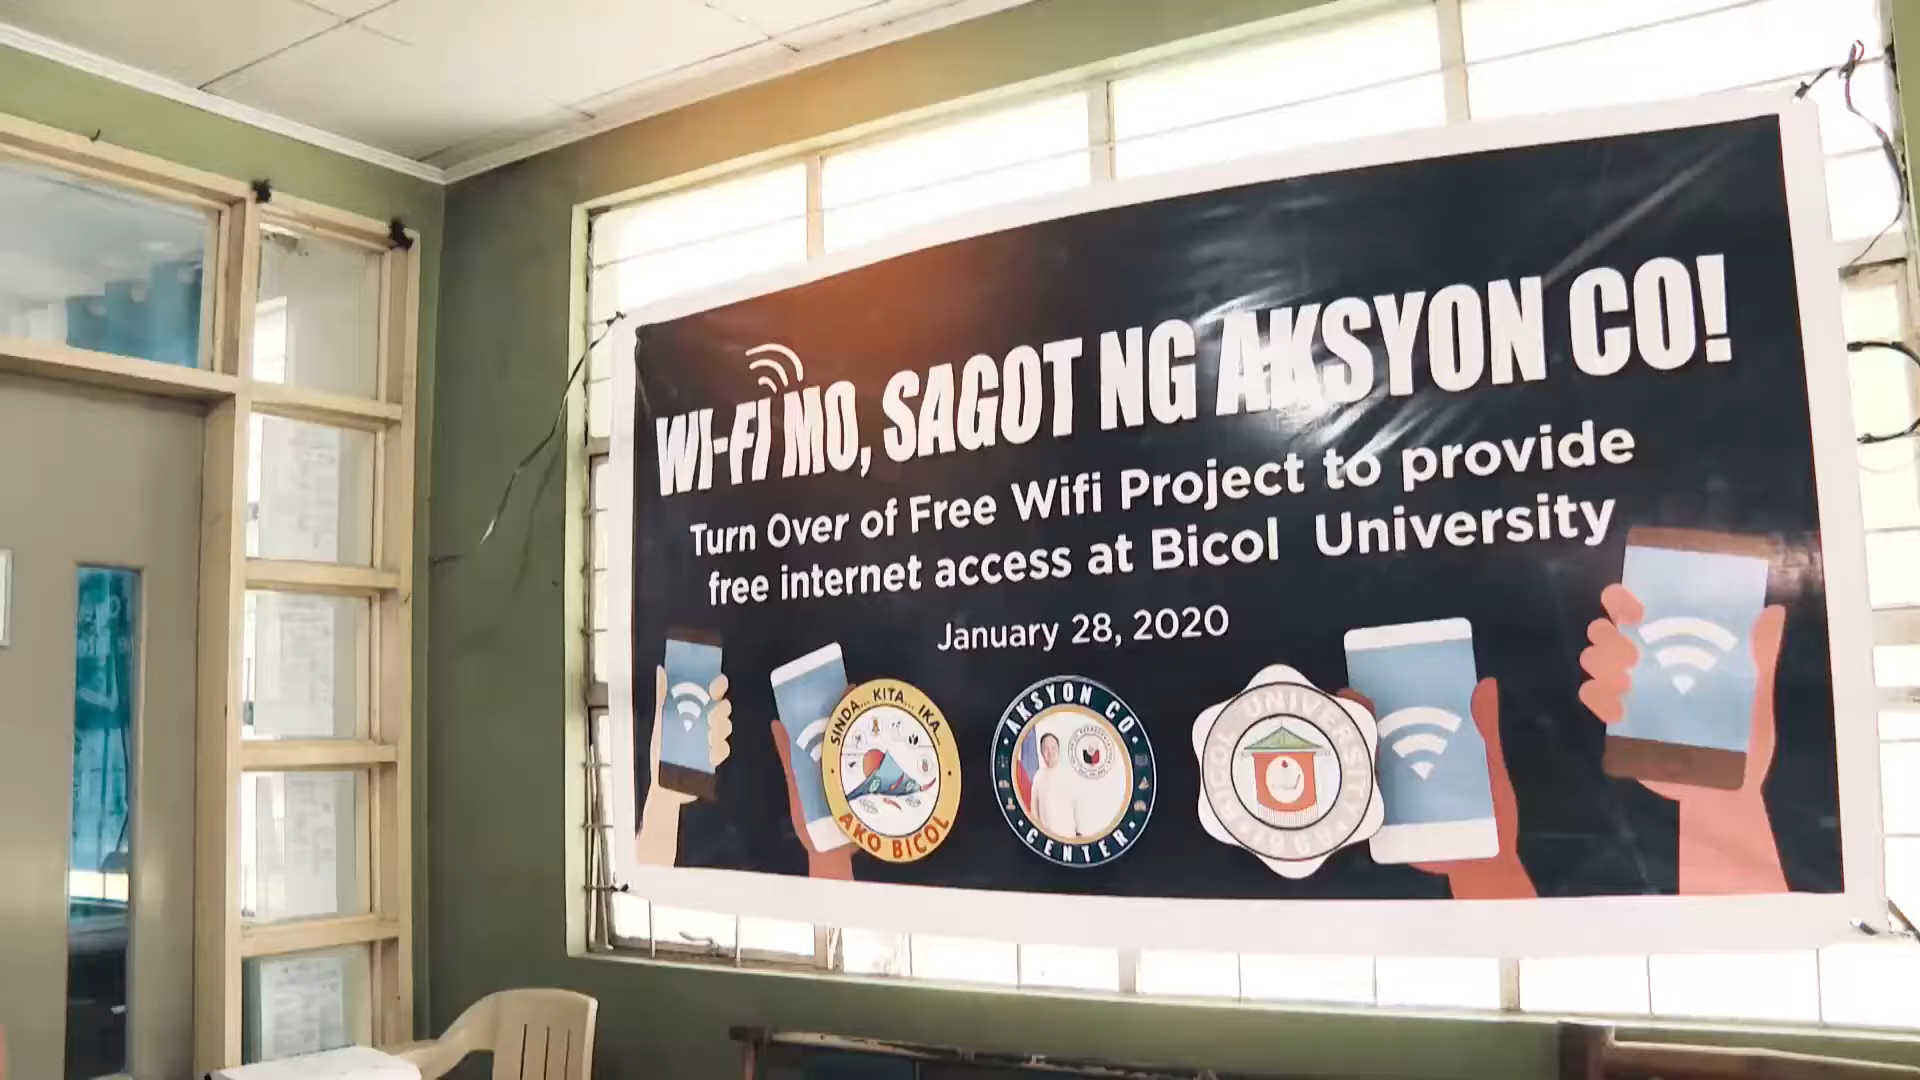 WI-FI MO, SAGOT NG AKSYON CO!
Turn Over of Free Wifi Project to provide
free internet access at Bicol University
January 28, 2020
SINDA... KITA... IKA...
AKO BICOL
AKSYON CO
CENTER
BICOL UNIVERSITY
1969